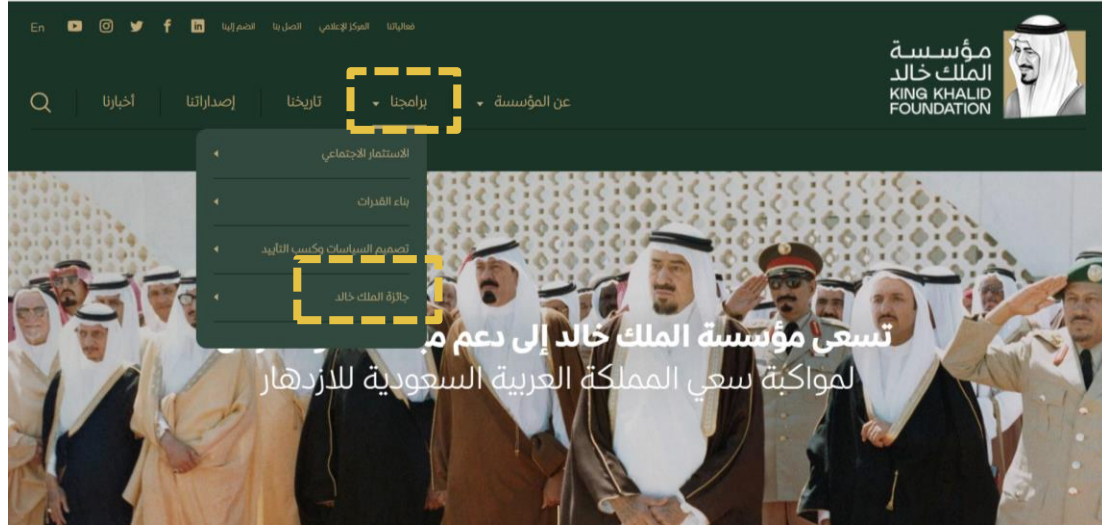 فعالياتنا المركز الإعلامي اتصل بنا انضم إلينا En
مؤسسة
الملك خالد
KING KHALID
FOUNDATION
عن المؤسسة برامجنا تاريخنا إصداراتنا أخبارنا
الاستثمار الاجتماعي
بناء القدرات
تصميم السياسات وكسب التأييد
جائزة الملك خالد
تسعى مؤسسة الملك خالد إلى دعم
لمواكبة سعي المملكة العربية السعودية للازدهار